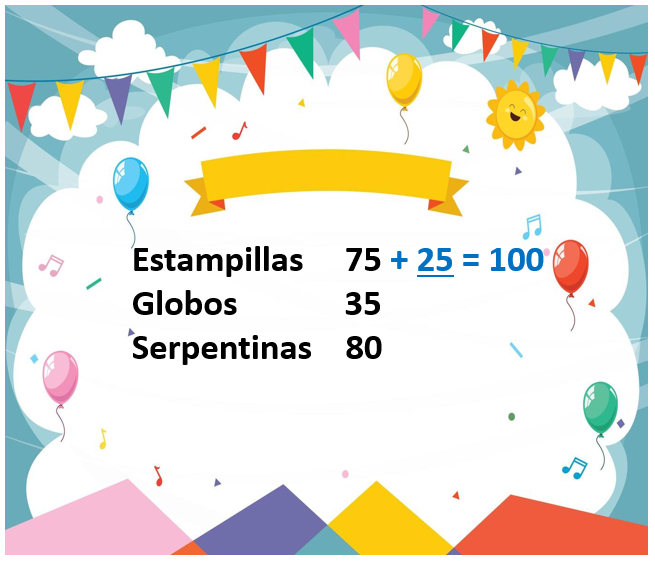 Estampillas 75 + 25 = 100
Globos 35
Serpentinas 80